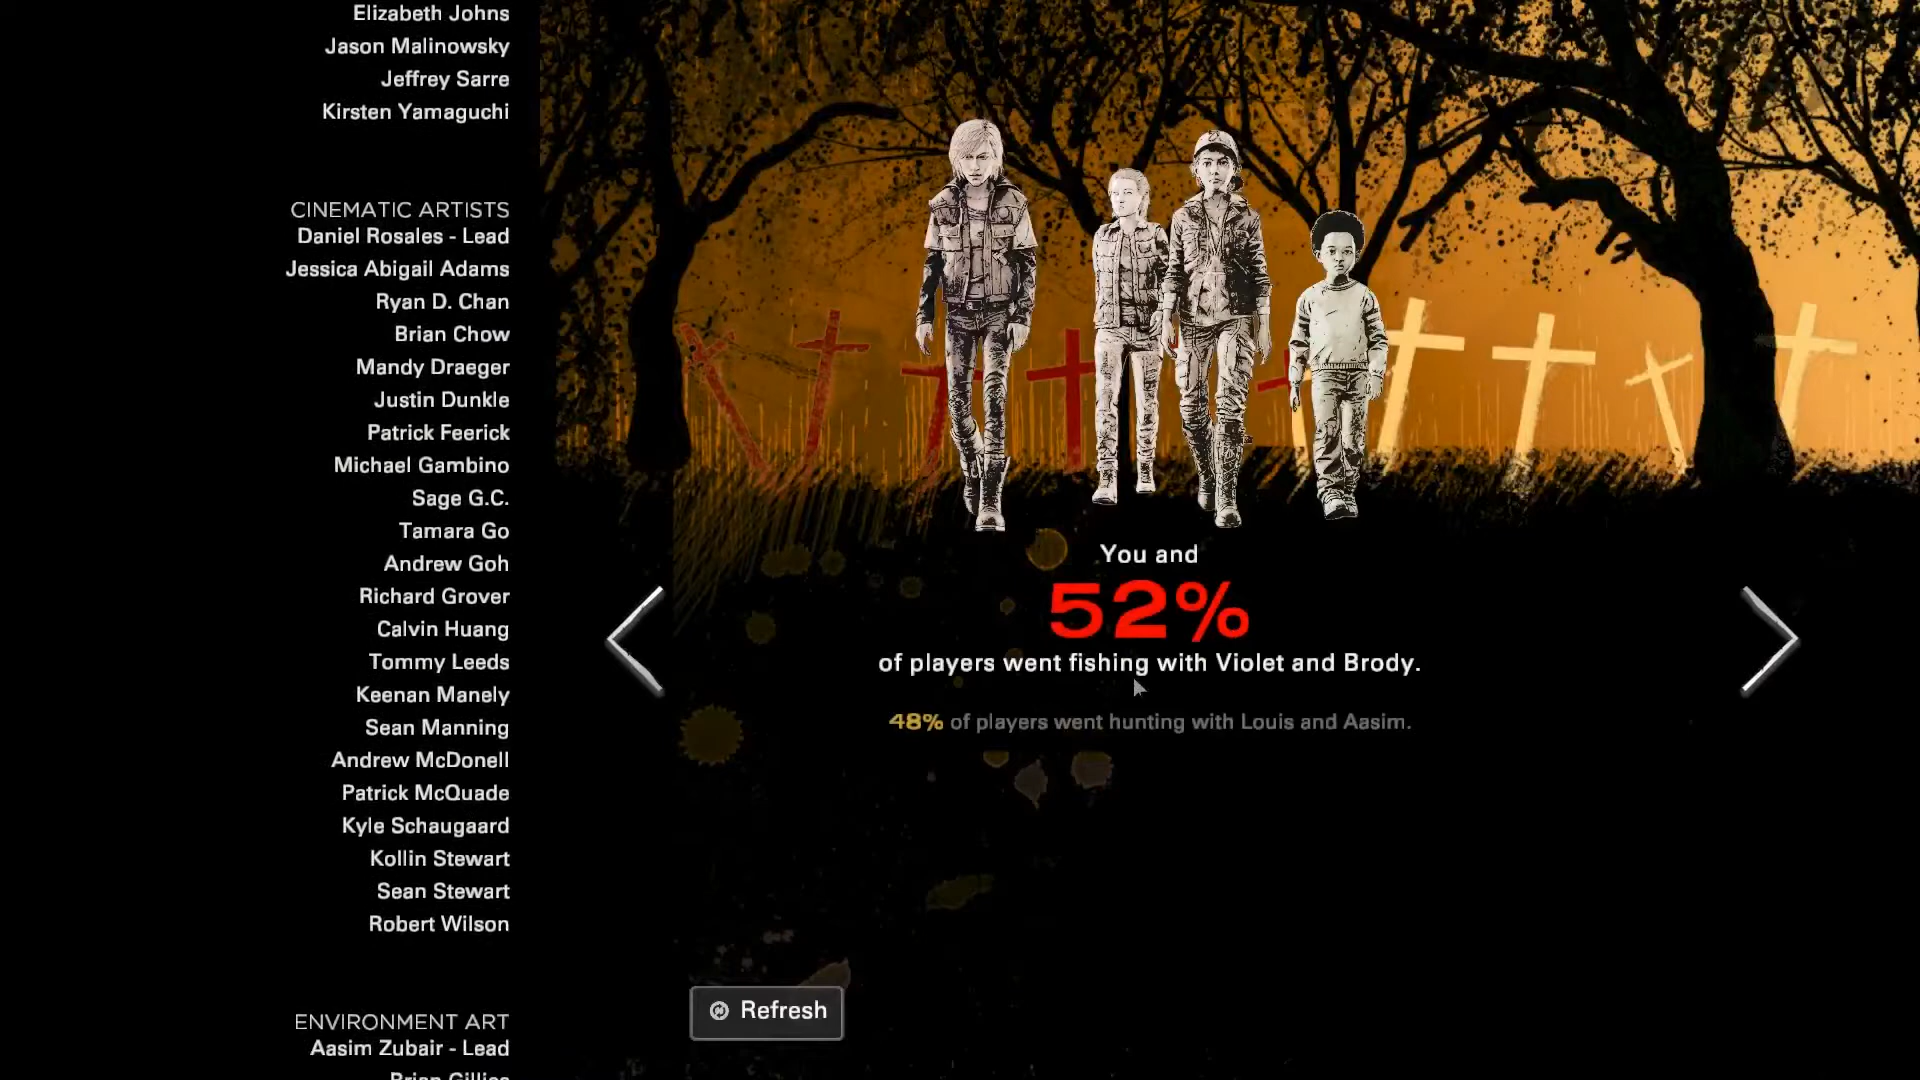 Elizabeth Johns
Jason Malinowsky
Jeffrey Sarre
Kirsten Yamaguchi
CINEMATIC ARTISTS
Daniel Rosales - Lead
Jessica Abigail Adams
Ryan D. Chan
Brian Chow
Mandy Draeger
Justin Dunkle
Patrick Feerick
Michael Gambino
Sage G.C.
Tamara Go
Andrew Goh
Richard Grover
Calvin Huang
Tommy Leeds
Keenan Manely
Sean Manning
Andrew McDonell
Patrick McQuade
Kyle Schaugaard
Kollin Stewart
Sean Stewart
Robert Wilson
ENVIRONMENT ART
Aasim Zubair - Lead
Brian Gillies
You and
52%
of players went fishing with Violet and Brody.
48% of players went hunting with Louis and Aasim.
Refresh